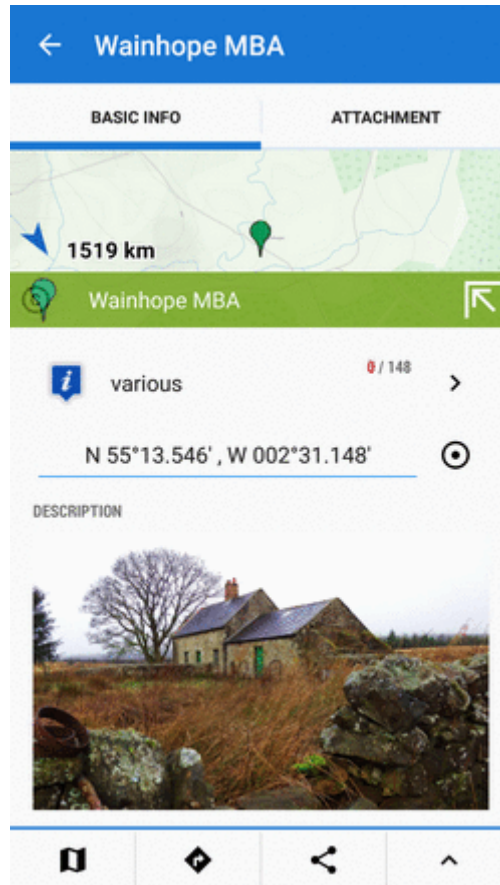 Wainhope MBA
BASIC INFO
ATTACHMENT
1519 km
Wainhope MBA
i
various
0 / 148
N 55°13.546' , W 002°31.148'
DESCRIPTION